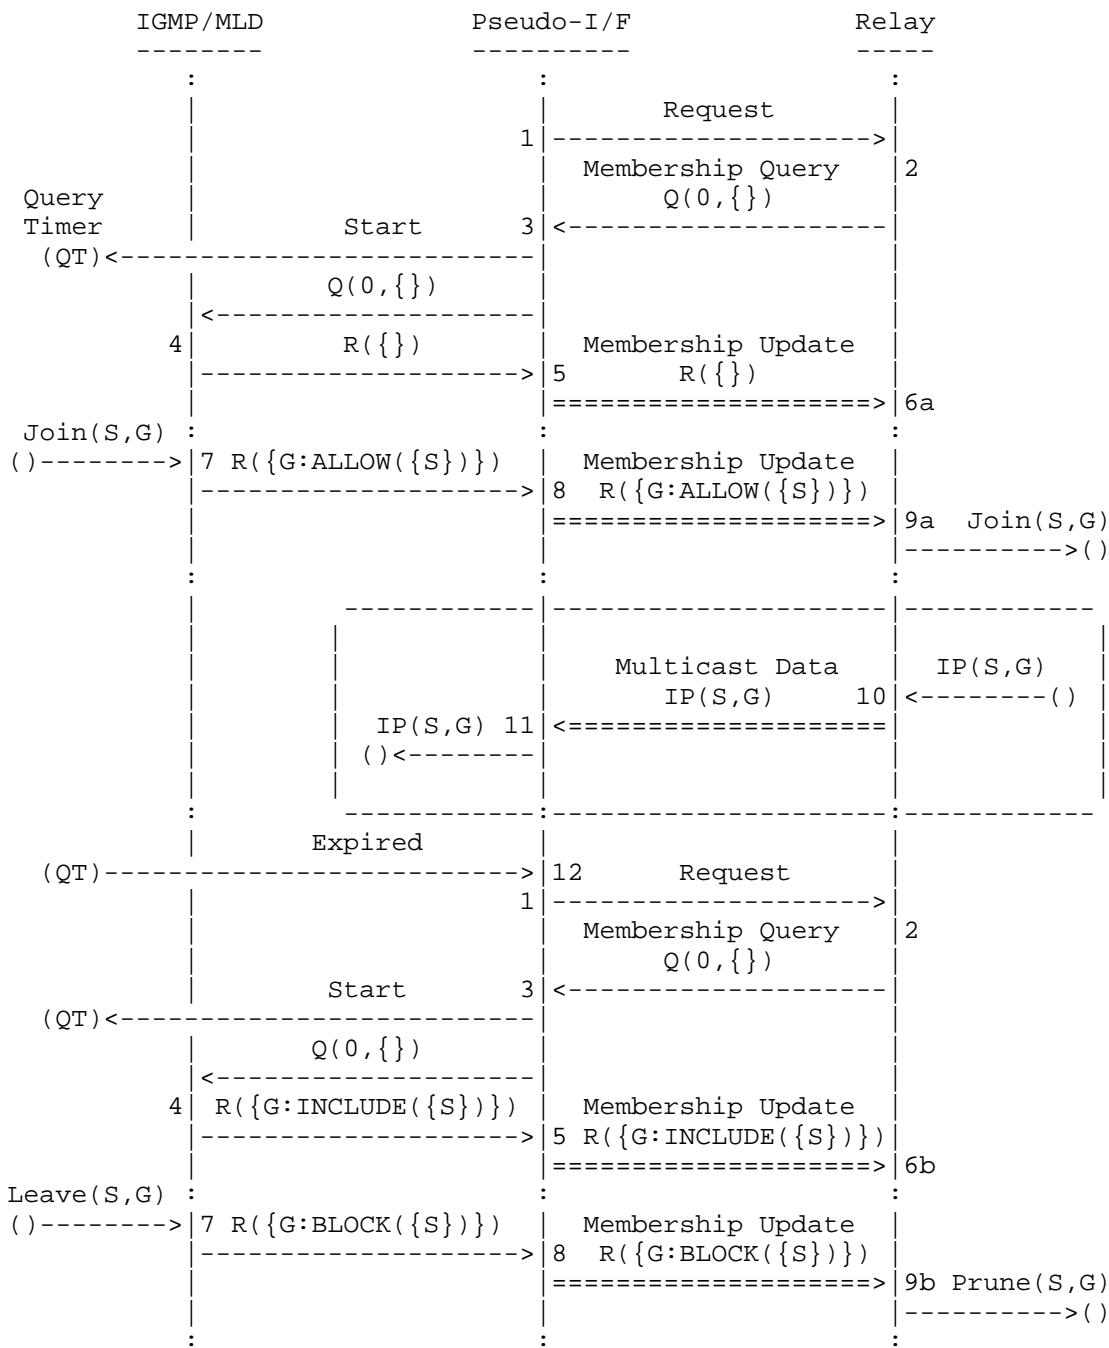 IGMP/MLD Pseudo-I/F Relay
-------- ---------- -----
: : :
| | Request |
| 1|-------------------->|
| | Membership Query |2
Query | | Q(0,{}) |
Timer | Start 3|<--------------------|
(QT)<--------------------------| |
| Q(0,{}) | |
|<--------------------| |
4| R({}) | Membership Update |
|-------------------->|5 R({}) |
| |====================>|6a
Join(S,G) : : :
()-------->|7 R({G:ALLOW({S})}) | Membership Update |
|-------------------->|8 R({G:ALLOW({S})}) |
| |====================>|9a Join(S,G)
| | |---------->()
: : :
| ------------|---------------------|------------
| | | | |
| | | Multicast Data | IP(S,G) |
| | | IP(S,G) 10|<--------() |
| | IP(S,G) 11|<====================| |
| | ()<--------| | |
| | | | |
: ------------:---------------------:------------
| Expired | |
(QT)-------------------------->|12 Request |
| 1|-------------------->|
| | Membership Query |2
| | Q(0,{}) |
| Start 3|<--------------------|
(QT)<--------------------------| |
| Q(0,{}) | |
|<--------------------| |
4| R({G:INCLUDE({S})}) | Membership Update |
|-------------------->|5 R({G:INCLUDE({S})})|
| |====================>|6b
Leave(S,G) : : :
()-------->|7 R({G:BLOCK({S})}) | Membership Update |
|-------------------->|8 R({G:BLOCK({S})}) |
| |====================>|9b Prune(S,G)
| | |---------->()
: : :